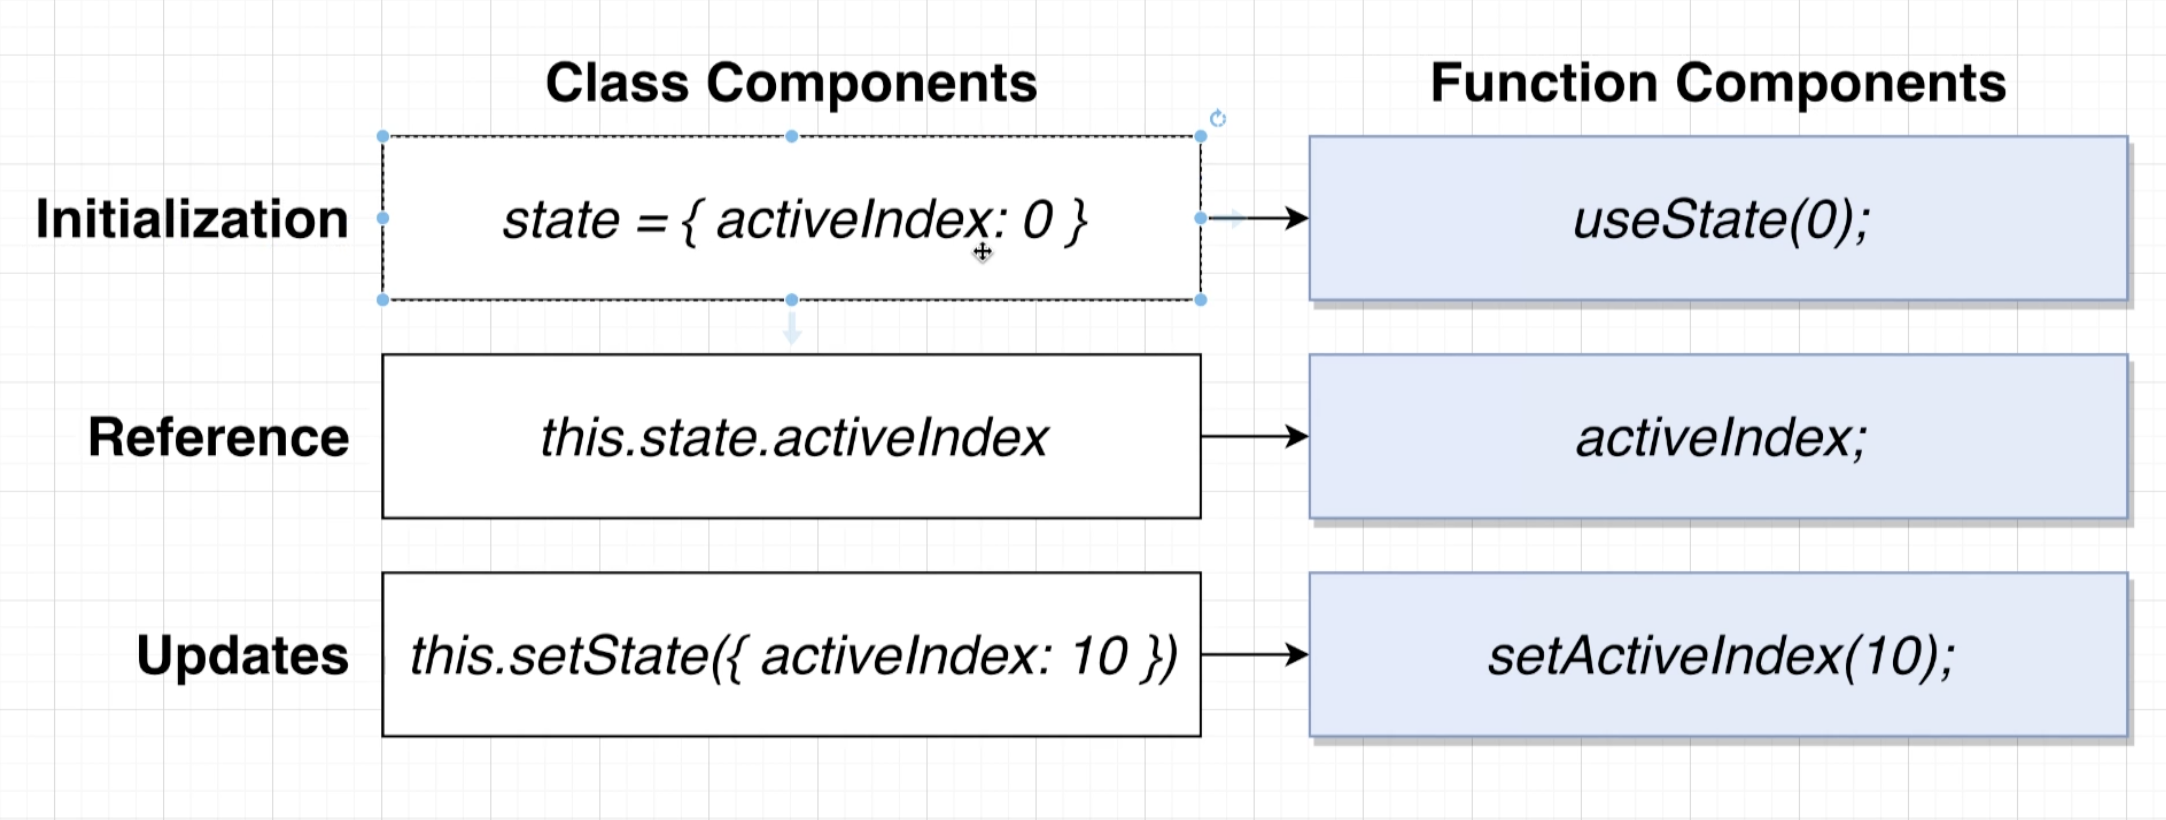 Class Components
Function Components
Initialization
state = { activeIndex: 0 }
useState(0);
Reference
this.state.activeIndex
activeIndex;
Updates
this.setState({ activeIndex: 10 })
setActiveIndex(10);